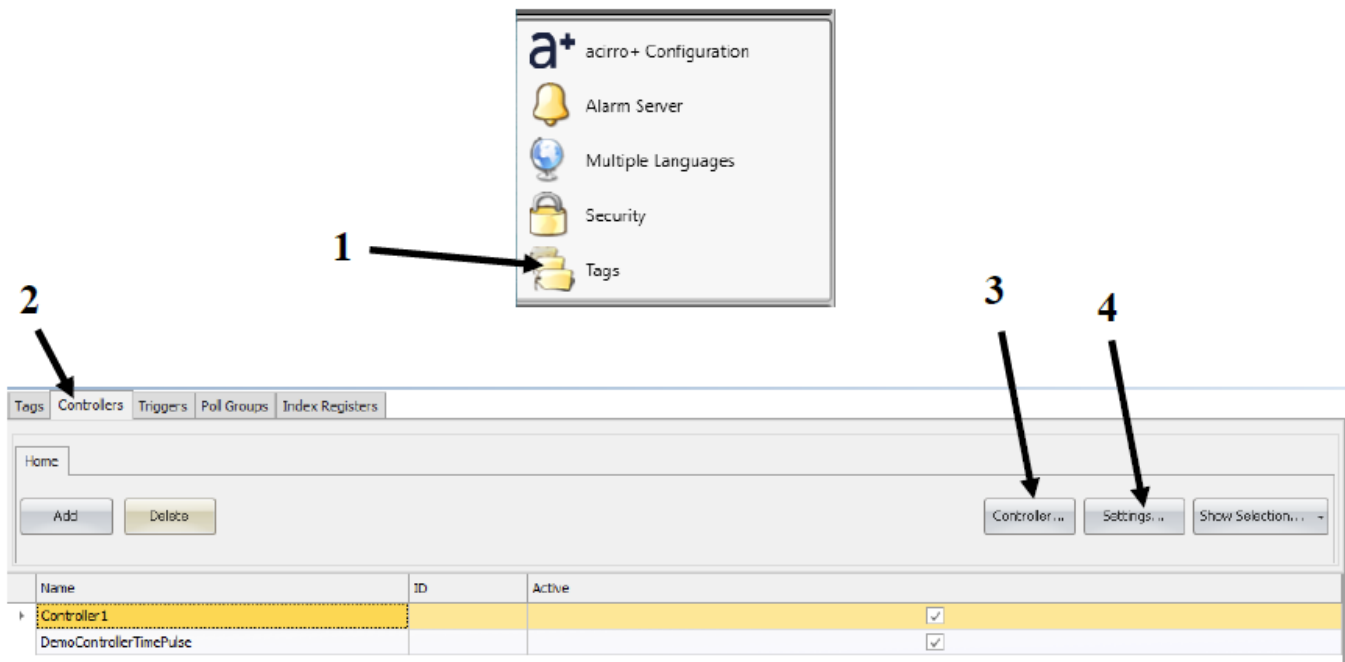 a+ acirro+ Configuration
Alarm Server
Multiple Languages
Security
1
Tags
2
3
4
Tags Controllers Triggers Poll Groups Index Registers
Home
Add Delete Controller... Settings... Show Selection...
Name ID Active
Controller1
DemoControllerTimePulse